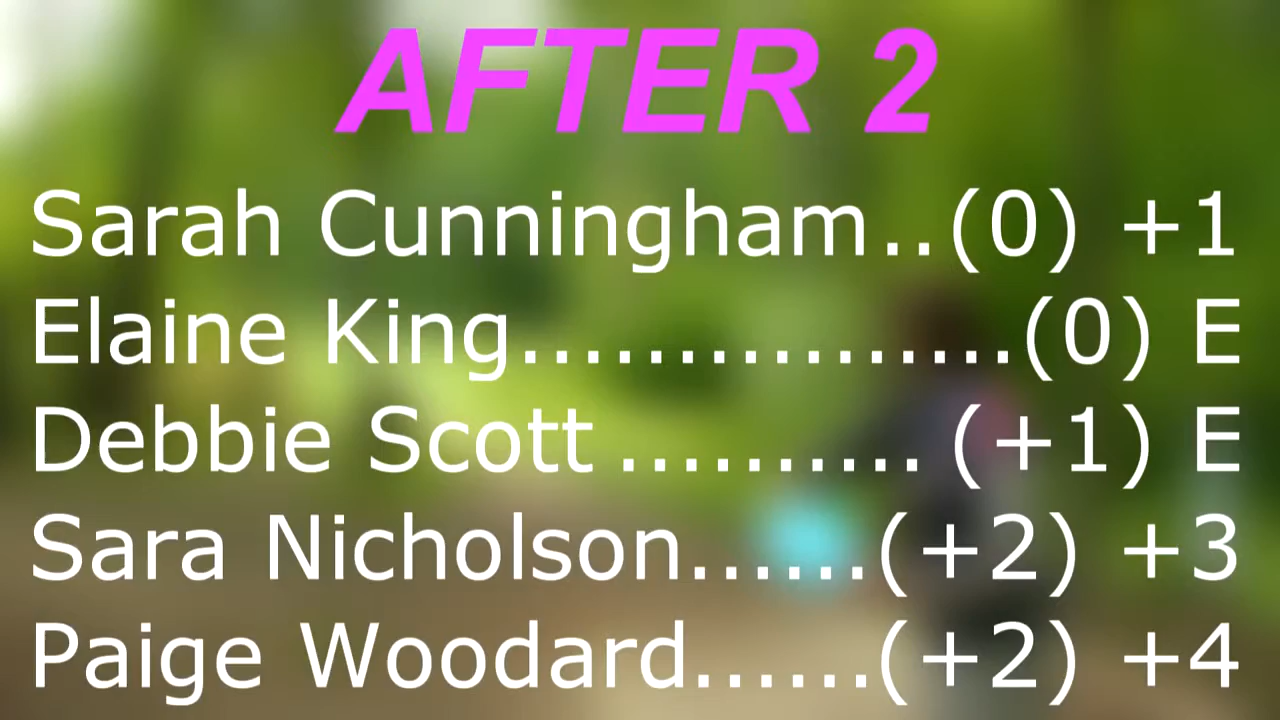 AFTER 2
Sarah Cunningham..(0) +1
Elaine King................(0) E
Debbie Scott .......... (+1) E
Sara Nicholson......(+2) +3
Paige Woodard......(+2) +4